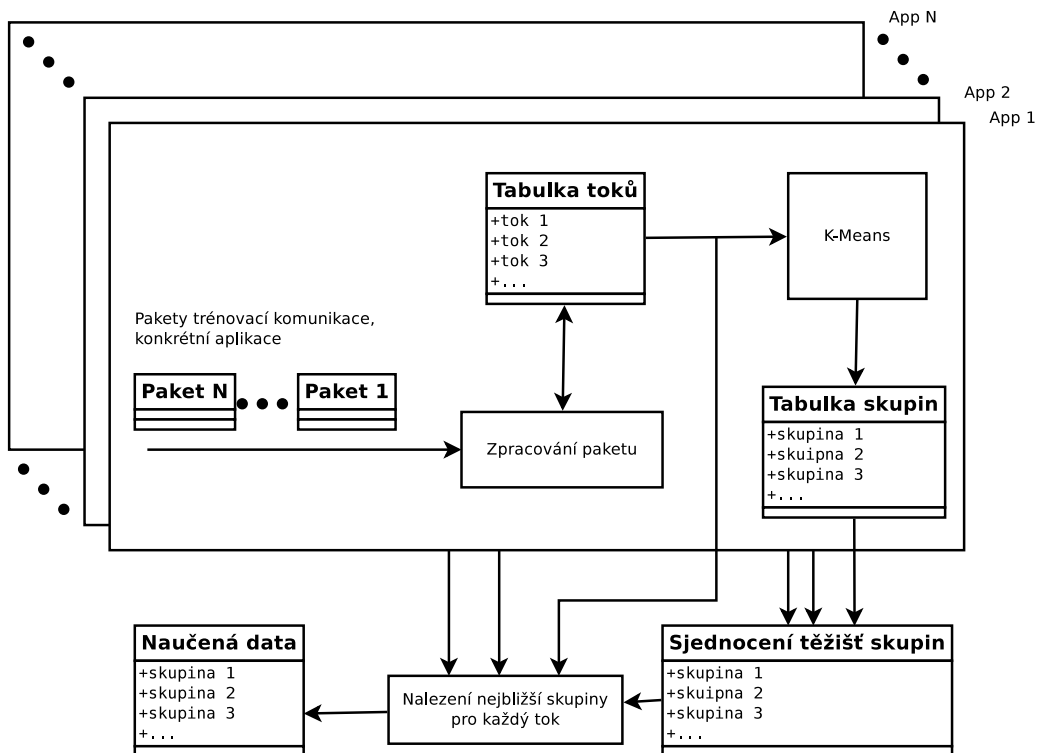 App N
App 2
App 1
Tabulka toků
+tok 1
+tok 2
+tok 3
+...
K-Means
Pakety trénovací komunikace,
konkrétní aplikace
Paket N
Paket 1
Zpracování paketu
Tabulka skupin
+skupina 1
+skuipna 2
+skupina 3
+...
Naučená data
+skupina 1
+skupina 2
+skupina 3
+...
Nalezení nejbližší skupiny
pro každý tok
Sjednocení těžišť skupin
+skupina 1
+skuipna 2
+skupina 3
+...